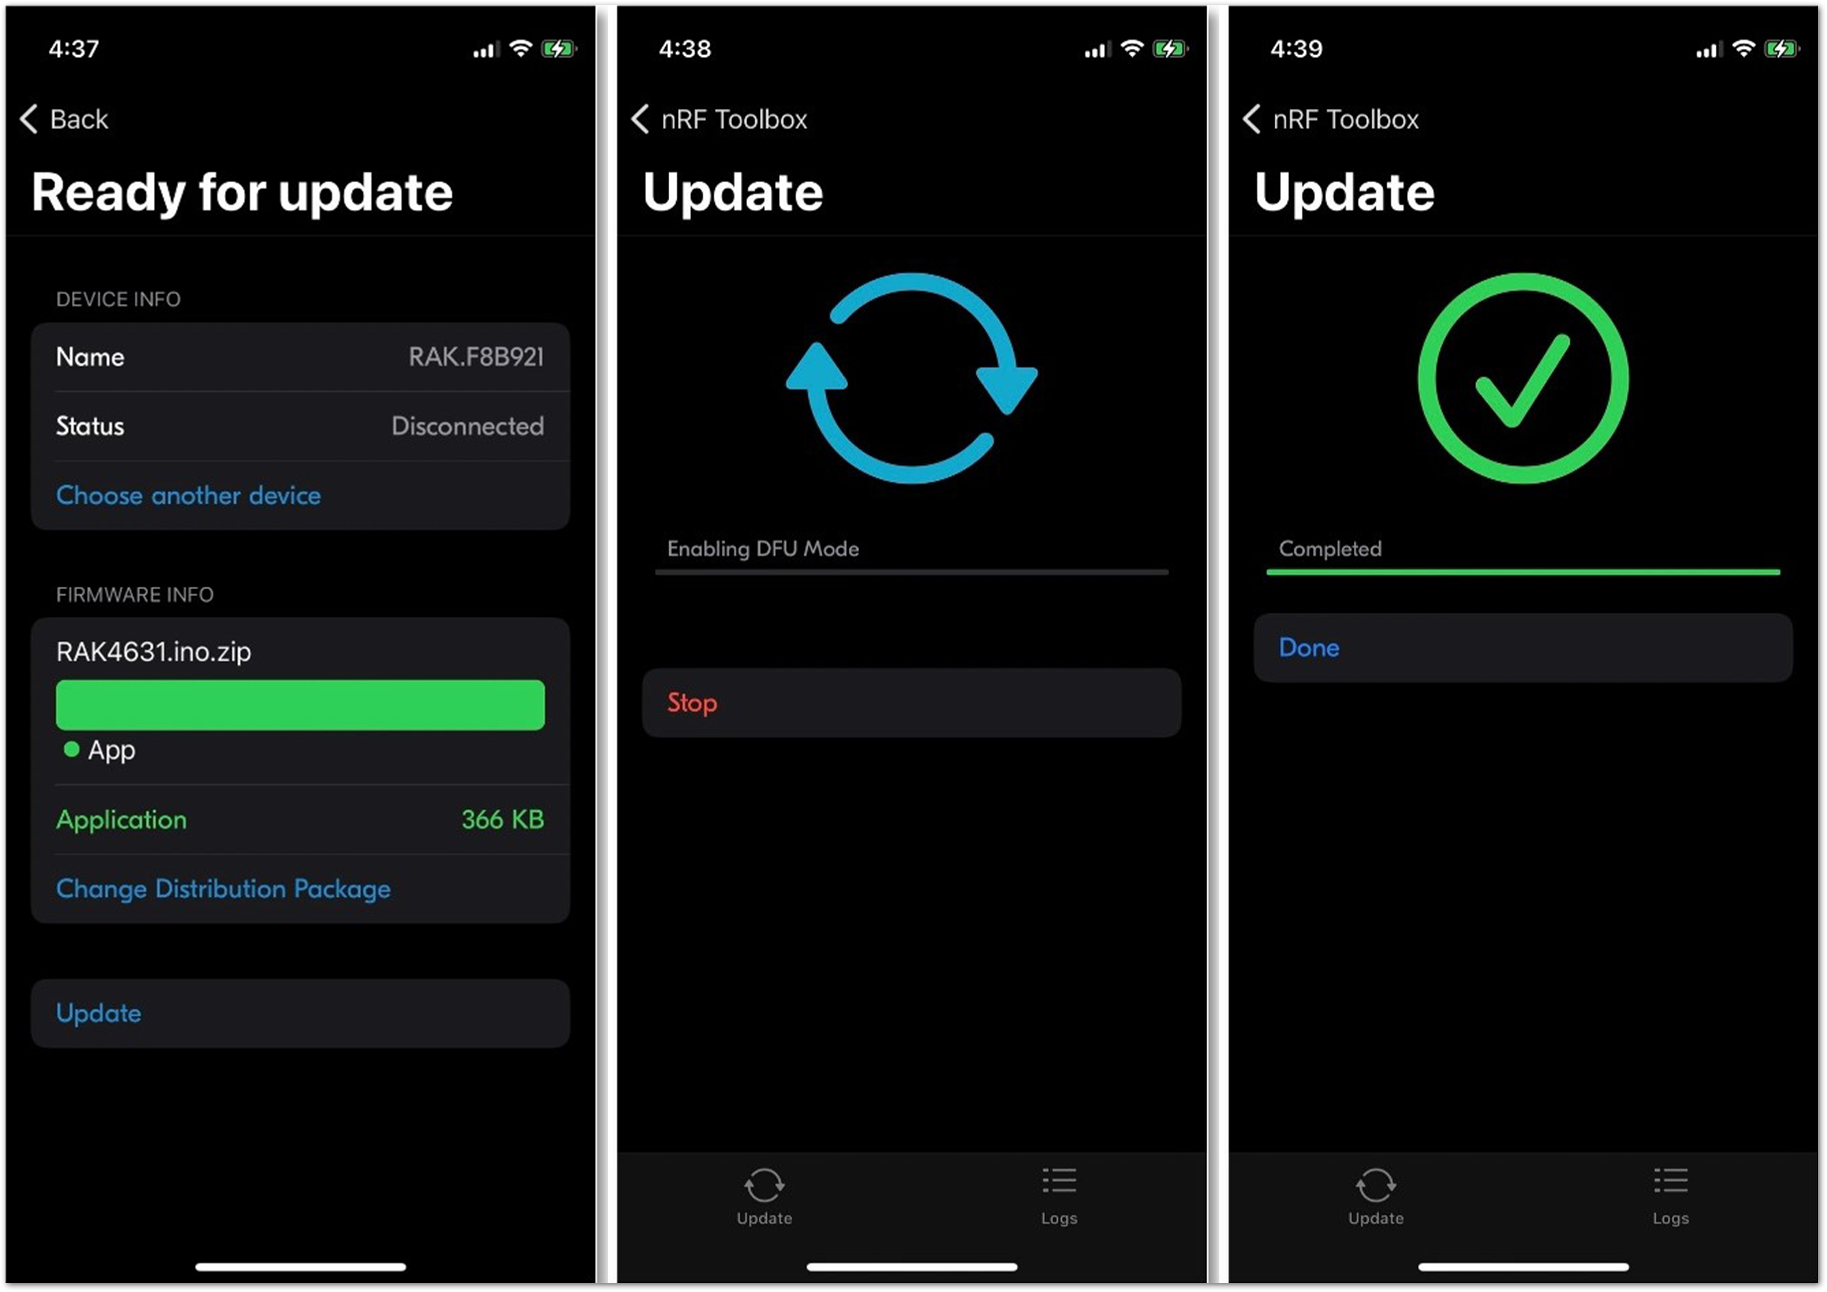 4:37
Back
Ready for update
DEVICE INFO
Name RAK.F8B921
Status Disconnected
Choose another device
FIRMWARE INFO
RAK4631.ino.zip
App
Application 366 KB
Change Distribution Package
Update
4:38
nRF Toolbox
Update
Enabling DFU Mode
Stop
Update Logs
4:39
nRF Toolbox
Update
Completed
Done
Update Logs